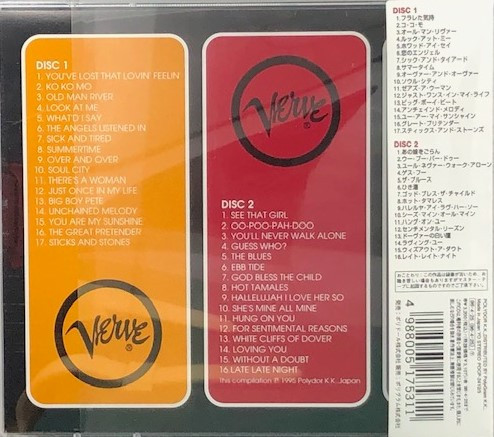 DISC 1
1. YOU'VE LOST THAT LOVIN' FEELIN'
2. KO KO MO
3. OLD MAN RIVER
4. LOOK AT ME
5. WHAT'D I SAY
6. THE ANGELS LISTENED IN
7. SICK AND TIRED
8. SUMMERTIME
9. OVER AND OVER
10. SOUL CITY
11. THERE'S A WOMAN
12. JUST ONCE IN MY LIFE
13. BIG BOY PETE
14. UNCHAINED MELODY
15. YOU ARE MY SUNSHINE
16. THE GREAT PRETENDER
17. STICKS AND STONES
Verve
®
Verve
®
DISC 2
1. SEE THAT GIRL
2. OO-POO-PAH-DOO
3. YOU'LL NEVER WALK ALONE
4. GUESS WHO?
5. THE BLUES
6. EBB TIDE
7. GOD BLESS THE CHILD
8. HOT TAMALES
9. HALLELUJAH I LOVE HER SO
10. SHE'S MINE ALL MINE
11. HUNG ON YOU
12. FOR SENTIMENTAL REASONS
13. WHITE CLIFFS OF DOVER
14. LOVING YOU
15. WITHOUT A DOUBT
16. LATE LATE NIGHT
this compilation ℗ 1995 Polydor K.K.,Japan
DISC 1
1.フラレた気持
2.コ・コ・モ
3.オール・マン・リヴァー
4.ルック・アット・ミー
5.ホワッド・アイ・セイ
6.恋のエンジェル
7.シック・アンド・タイアード
8.サマータイム
9.オーヴァー・アンド・オーヴァー
10.ソウル・シティ
11.ゼアズ・ア・ウーマン
12.ジャスト・ワンス・イン・マイ・ライフ
13.ビッグ・ボーイ・ピート
14.アンチェインド・メロディ
15.ユー・アー・マイ・サンシャイン
16.グレート・プリテンダー
17.スティックス・アンド・ストーンズ
DISC 2
1.あの娘をごらん
2.ウー・プー・パー・ドゥー
3.ユール・ネヴァー・ウォーク・アローン
4.ゲス・フー
5.ザ・ブルース
6.ひき潮
7.ゴッド・ブレス・ザ・チャイルド
8.ホット・タマレス
9.ハレルヤ・アイ・ラヴ・ハー・ソー
10.シーズ・マイン・オール・マイン
11.ハング・オン・ユー
12.センチメンタル・リーズン
13.ドーヴァーの白い壁
14.ラヴィング・ユー
15.ウィズアウト・ア・ダウト
16.レイト・レイト・ナイト
4 988005 175311